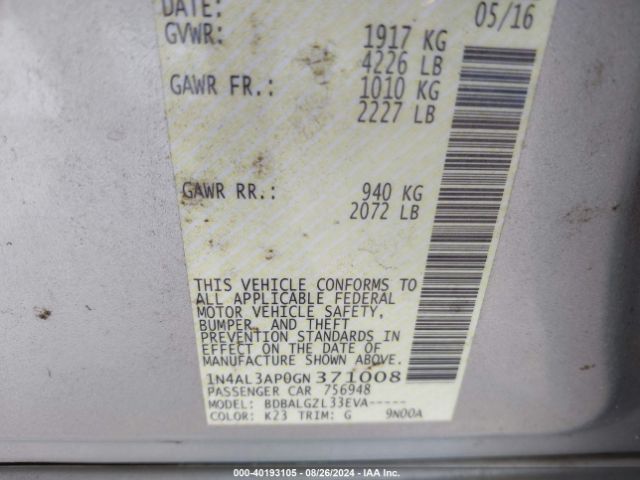 DATE: 05/16
GVWR: 1917 KG
4226 LB
GAWR FR.: 1010 KG
2227 LB
GAWR RR.: 940 KG
2072 LB
THIS VEHICLE CONFORMS TO
ALL APPLICABLE FEDERAL
MOTOR VEHICLE SAFETY,
BUMPER, AND THEFT
PREVENTION STANDARDS IN
EFFECT ON THE DATE OF
MANUFACTURE SHOWN ABOVE.
1N4AL3AP0GN371008
PASSENGER CAR 756948
MODEL: BDBALGZL33EVA-----
COLOR: K23 TRIM: G 9N00A
000-40193105 - 08/26/2024 - IAA Inc.